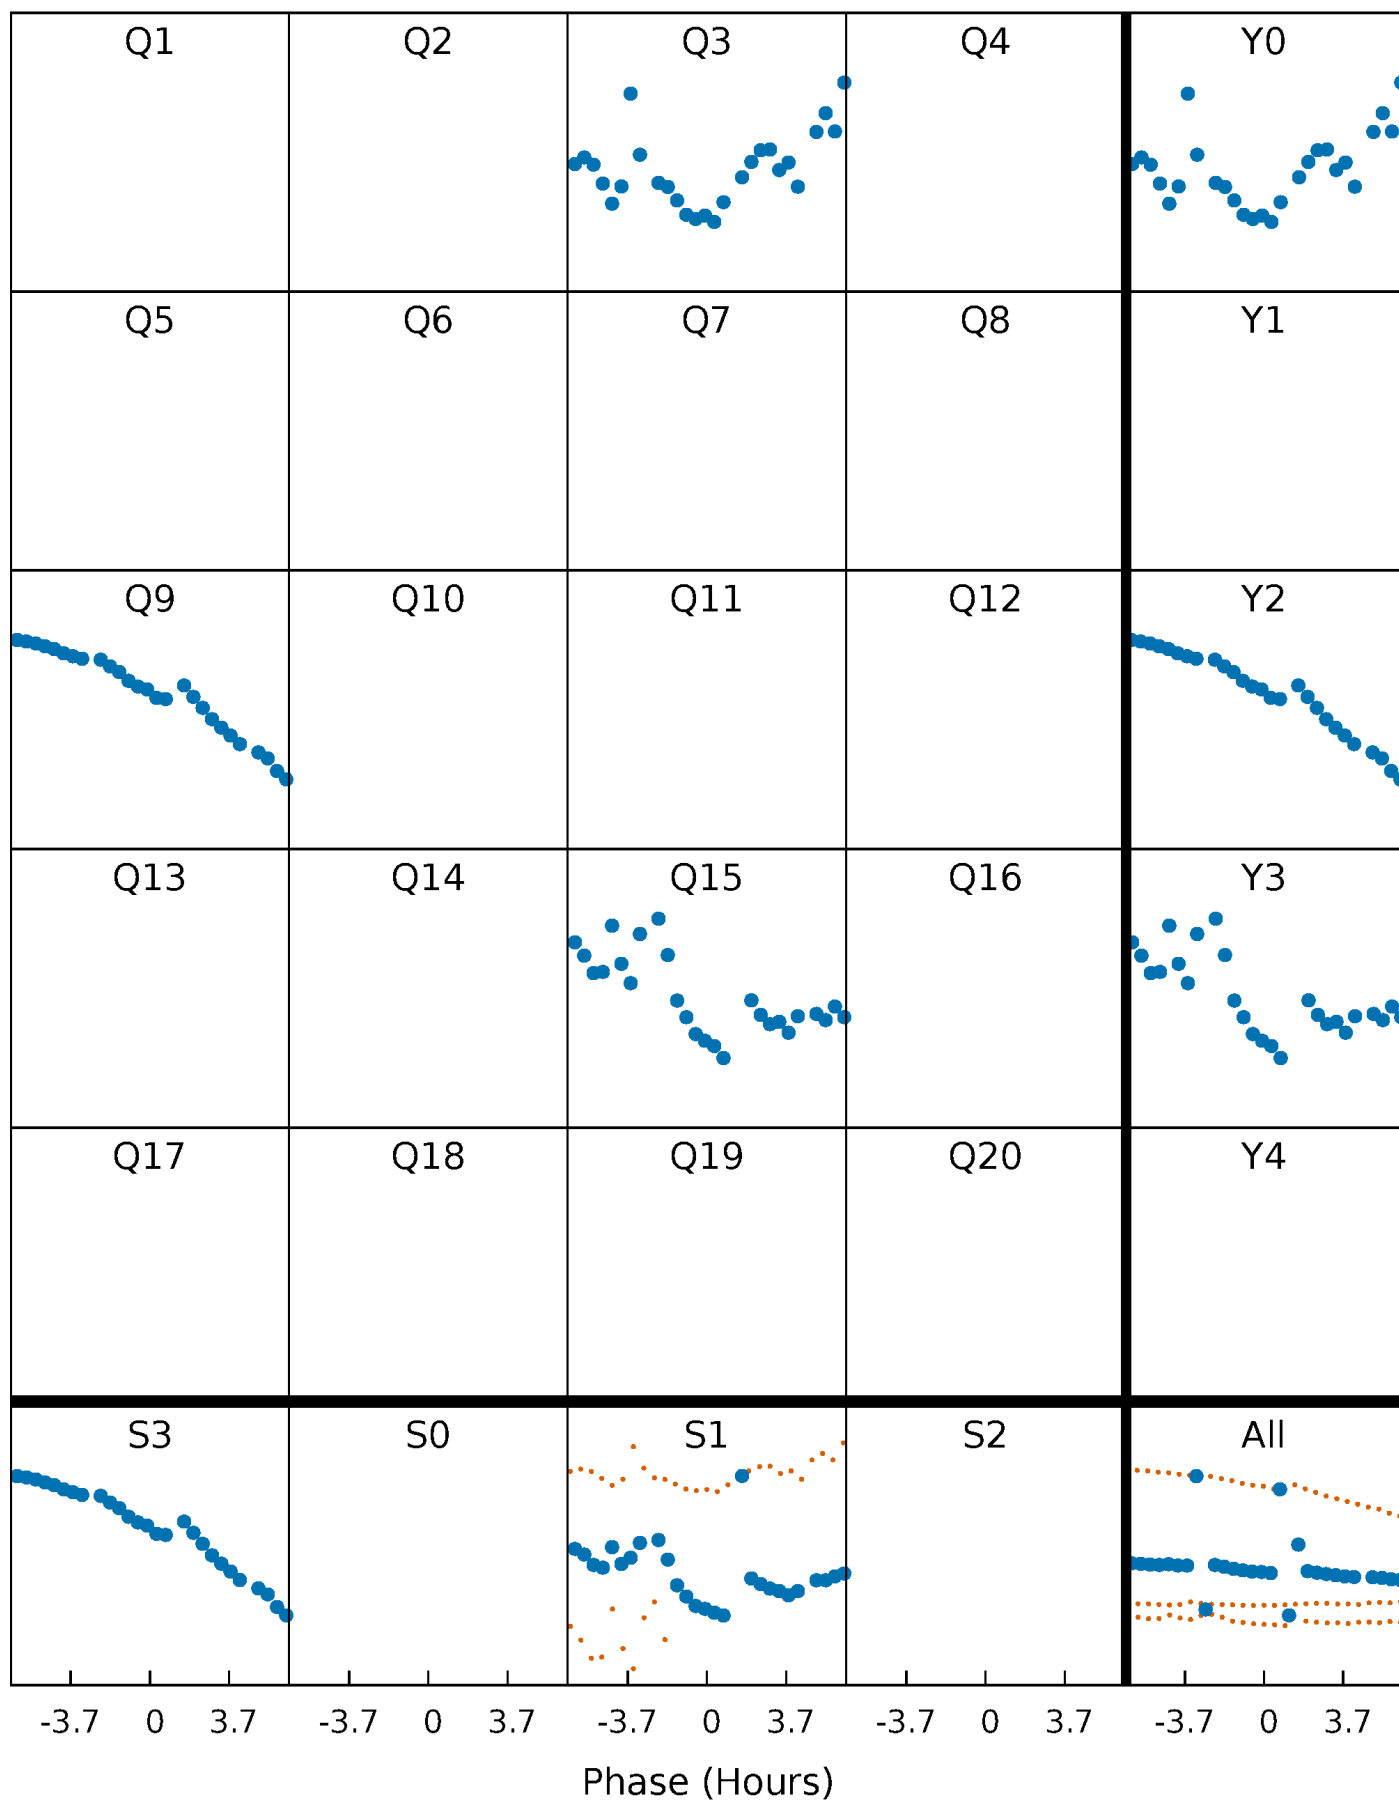 Q1 Q2 Q3 Q4 Y0
Q5 Q6 Q7 Q8 Y1
Q9 Q10 Q11 Q12 Y2
Q13 Q14 Q15 Q16 Y3
Q17 Q18 Q19 Q20 Y4
S3 S0 S1 S2 All
-3.7 0 3.7 -3.7 0 3.7 -3.7 0 3.7 -3.7 0 3.7 -3.7 0 3.7
Phase (Hours)